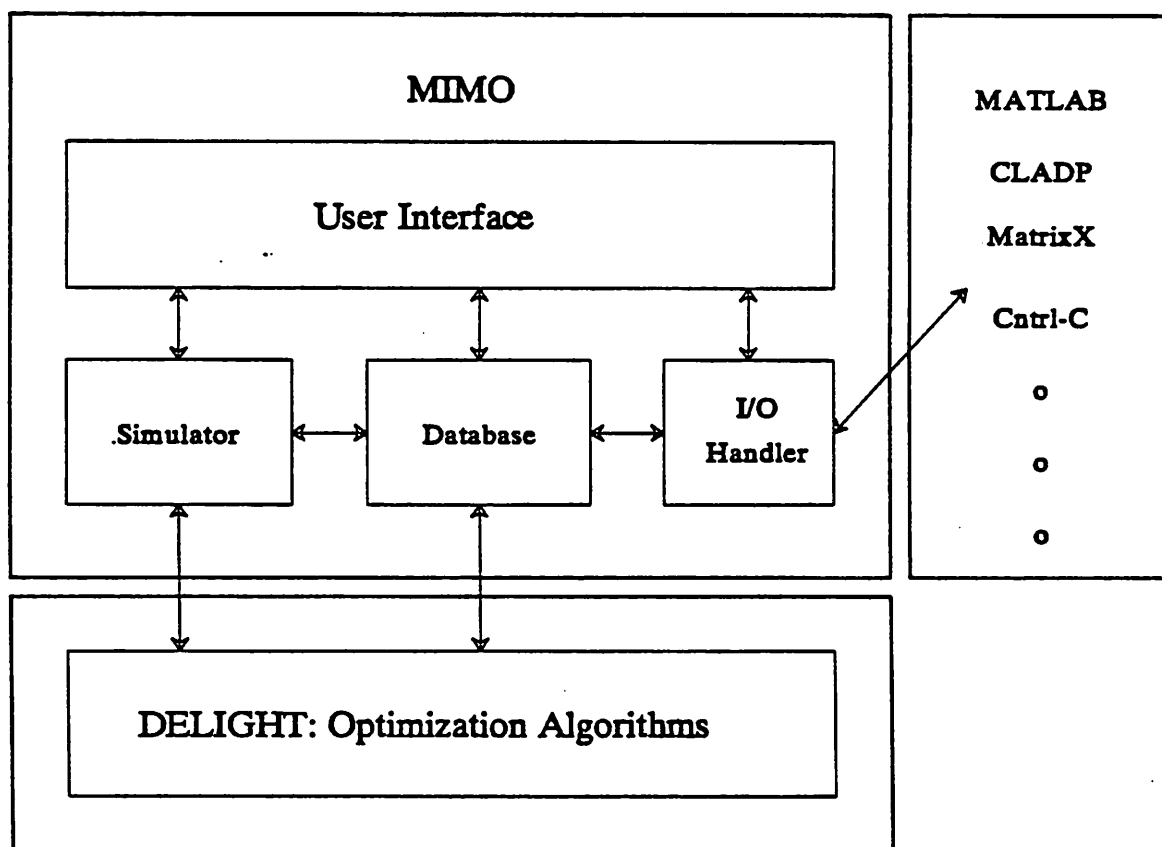 MIMO
User Interface
.Simulator
Database
I/O
Handler
DELIGHT: Optimization Algorithms
MATLAB
CLADP
MatrixX
Cntrl-C
o
o
o